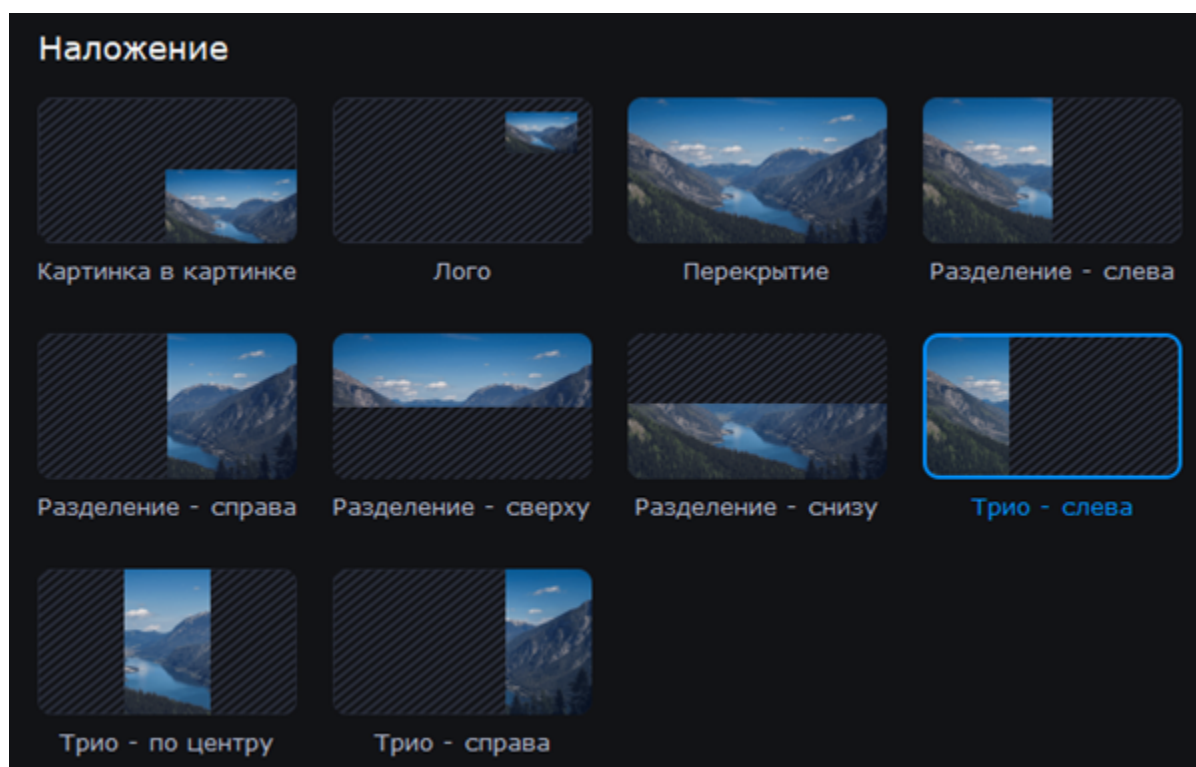 Наложение
Картинка в картинке
Лого
Перекрытие
Разделение - слева
Разделение - справа
Разделение - сверху
Разделение - снизу
Трио - слева
Трио - по центру
Трио - справа